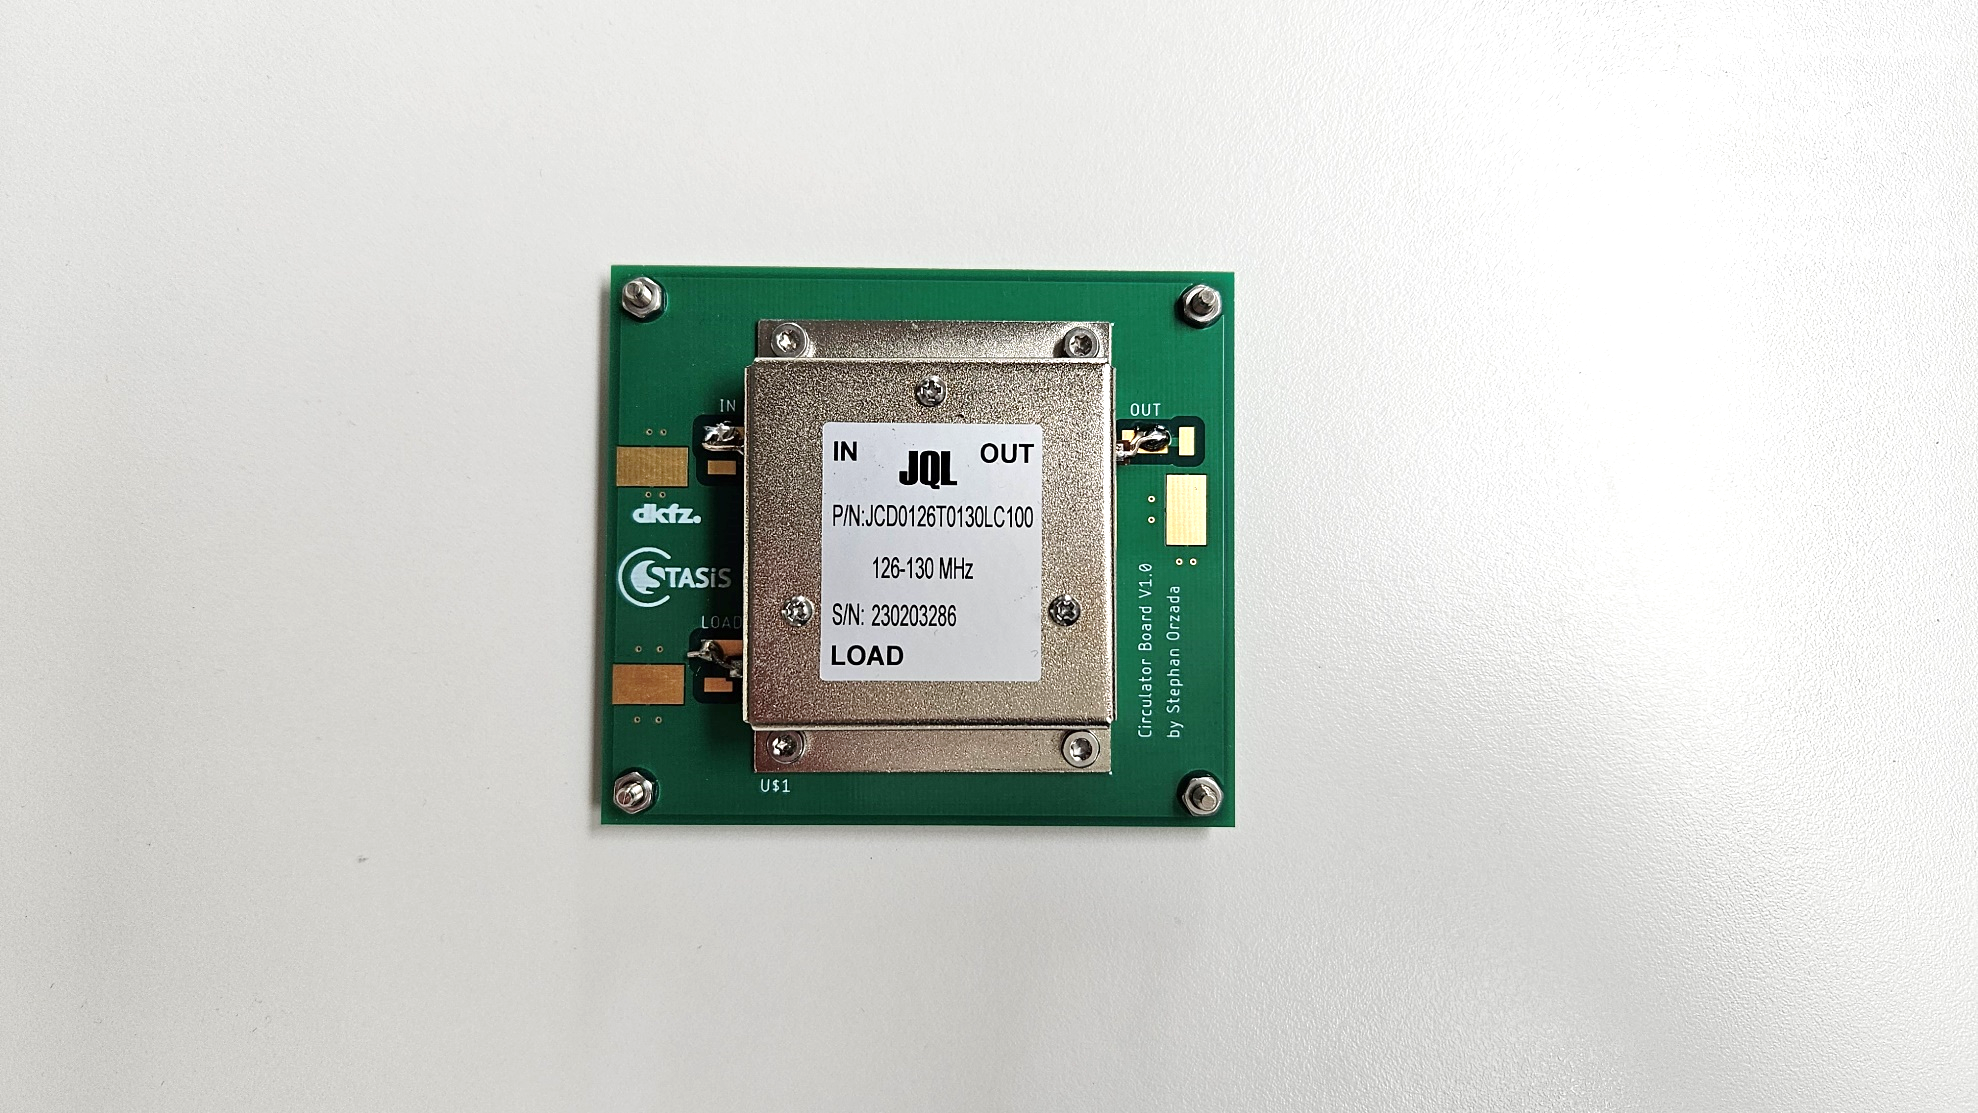 IN
OUT
IN
OUT
JQL
P/N:JCD0126T0130LC100
126-130 MHz
S/N: 230203286
LOAD
dkfz.
STASiS
LOAD
U$1
Circulator Board V1.0
by Stephan Orzada